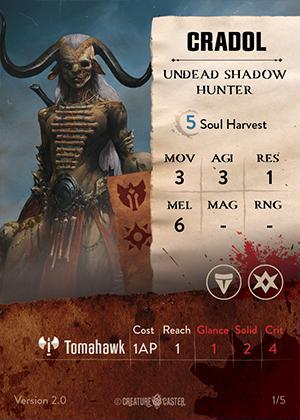 CRADOL
UNDEAD SHADOW
HUNTER
5 Soul Harvest
MOV AGI RES
3 3 1
MEL MAG RNG
6 - -
Cost Reach Glance Solid Crit
Tomahawk 1AP 1 1 2 4
Version 2.0 © CREATURE CASTER. 1/5